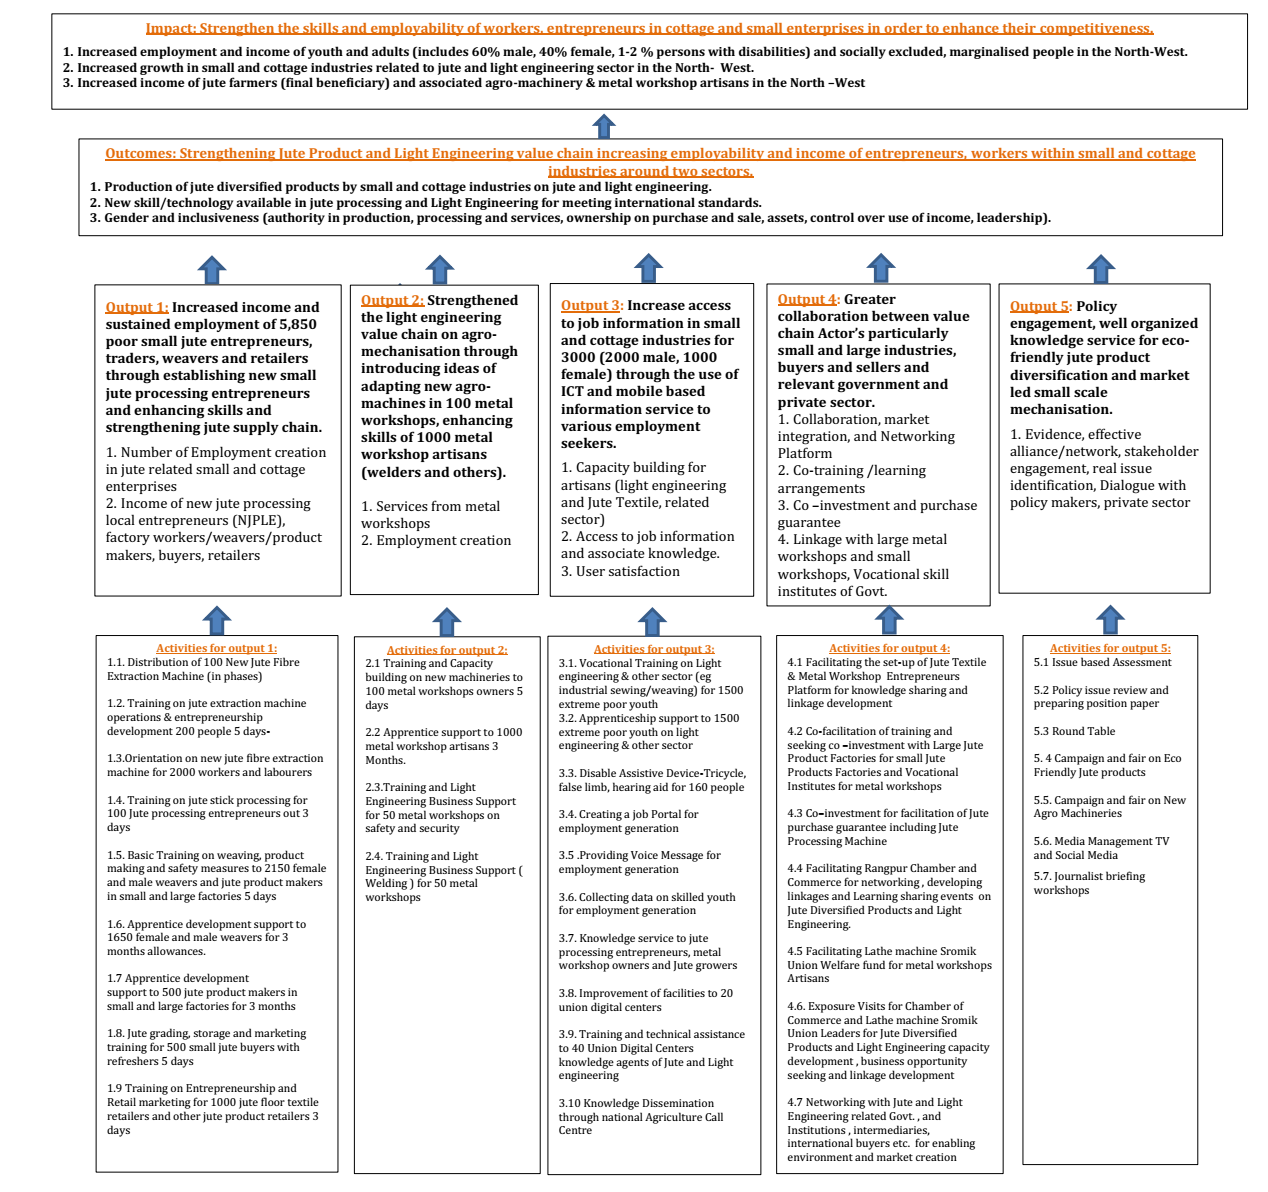 Impact: Strengthen the skills and employability of workers, entrepreneurs in cottage and small enterprises in order to enhance their competitiveness.
1. Increased employment and income of youth and adults (includes 60% male, 40% female, 1-2 % persons with disabilities) and socially excluded, marginalised people in the North-West.
2. Increased growth in small and cottage industries related to jute and light engineering sector in the North- West.
3. Increased income of jute farmers (final beneficiary) and associated agro-machinery & metal workshop artisans in the North –West
Outcomes: Strengthening Jute Product and Light Engineering value chain increasing employability and income of entrepreneurs, workers within small and cottage
industries around two sectors.
1. Production of jute diversified products by small and cottage industries on jute and light engineering.
2. New skill/technology available in jute processing and Light Engineering for meeting international standards.
3. Gender and inclusiveness (authority in production, processing and services, ownership on purchase and sale, assets, control over use of income, leadership).
Output 1: Increased income and
sustained employment of 5,850
poor small jute entrepreneurs,
traders, weavers and retailers
through establishing new small
jute processing entrepreneurs
and enhancing skills and
strengthening jute supply chain.
1. Number of Employment creation
in jute related small and cottage
enterprises
2. Income of new jute processing
local entrepreneurs (NJPLE),
factory workers/weavers/product
makers, buyers, retailers
Output 2: Strengthened
the light engineering
value chain on agro-
mechanisation through
introducing ideas of
adapting new agro-
machines in 100 metal
workshops, enhancing
skills of 1000 metal
workshop artisans
(welders and others).
1. Services from metal
workshops
2. Employment creation
Output 3: Increase access
to job information in small
and cottage industries for
3000 (2000 male, 1000
female) through the use of
ICT and mobile based
information service to
various employment
seekers.
1. Capacity building for
artisans (light engineering
and Jute Textile, related
sector)
2. Access to job information
and associate knowledge.
3. User satisfaction
Output 4: Greater
collaboration between value
chain Actor's particularly
small and large industries,
buyers and sellers and
relevant government and
private sector.
1. Collaboration, market
integration, and Networking
Platform
2. Co-training /learning
arrangements
3. Co –investment and purchase
guarantee
4. Linkage with large metal
workshops and small
workshops, Vocational skill
institutes of Govt.
Output 5: Policy
engagement, well organized
knowledge service for eco-
friendly jute product
diversification and market
led small scale
mechanisation.
1. Evidence, effective
alliance/network, stakeholder
engagement, real issue
identification, Dialogue with
policy makers, private sector
Activities for output 1:
1.1. Distribution of 100 New Jute Fibre
Extraction Machine (in phases)
1.2. Training on jute extraction machine
operations & entrepreneurship
development 200 people 5 days-
1.3.Orientation on new jute fibre extraction
machine for 2000 workers and labourers
1.4. Training on jute stick processing for
100 Jute processing entrepreneurs out 3
days
1.5. Basic Training on weaving, product
making and safety measures to 2150 female
and male weavers and jute product makers
in small and large factories 5 days
1.6. Apprentice development support to
1650 female and male weavers for 3
months allowances.
1.7 Apprentice development
support to 500 jute product makers in
small and large factories for 3 months
1.8. Jute grading, storage and marketing
training for 500 small jute buyers with
refreshers 5 days
1.9 Training on Entrepreneurship and
Retail marketing for 1000 jute floor textile
retailers and other jute product retailers 3
days
Activities for output 2:
2.1 Training and Capacity
building on new machineries to
100 metal workshops owners 5
days
2.2 Apprentice support to 1000
metal workshop artisans 3
Months.
2.3.Training and Light
Engineering Business Support
for 50 metal workshops on
safety and security
2.4. Training and Light
Engineering Business Support (
Welding ) for 50 metal
workshops
Activities for output 3:
3.1. Vocational Training on Light
engineering & other sector (eg
industrial sewing/weaving) for 1500
extreme poor youth
3.2. Apprenticeship support to 1500
extreme poor youth on light
engineering & other sector
3.3. Disable Assistive Device-Tricycle,
false limb, hearing aid for 160 people
3.4. Creating a job Portal for
employment generation
3.5 .Providing Voice Message for
employment generation
3.6. Collecting data on skilled youth
for employment generation
3.7. Knowledge service to jute
processing entrepreneurs, metal
workshop owners and Jute growers
3.8. Improvement of facilities to 20
union digital centers
3.9. Training and technical assistance
to 40 Union Digital Centers
knowledge agents of Jute and Light
engineering
3.10 Knowledge Dissemination
through national Agriculture Call
Centre
Activities for output 4:
4.1 Facilitating the set-up of Jute Textile
& Metal Workshop Entrepreneurs
Platform for knowledge sharing and
linkage development
4.2 Co-facilitation of training and
seeking co –investment with Large Jute
Product Factories for small Jute
Products Factories and Vocational
Institutes for metal workshops
4.3 Co–investment for facilitation of Jute
purchase guarantee including Jute
Processing Machine
4.4 Facilitating Rangpur Chamber and
Commerce for networking , developing
linkages and Learning sharing events on
Jute Diversified Products and Light
Engineering.
4.5 Facilitating Lathe machine Sromik
Union Welfare fund for metal workshops
Artisans
4.6. Exposure Visits for Chamber of
Commerce and Lathe machine Sromik
Union Leaders for Jute Diversified
Products and Light Engineering capacity
development , business opportunity
seeking and linkage development
4.7 Networking with Jute and Light
Engineering related Govt. , and
Institutions , intermediaries,
international buyers etc. for enabling
environment and market creation
Activities for output 5:
5.1 Issue based Assessment
5.2 Policy issue review and
preparing position paper
5.3 Round Table
5. 4 Campaign and fair on Eco
Friendly Jute products
5.5. Campaign and fair on New
Agro Machineries
5.6. Media Management TV
and Social Media
5.7. Journalist briefing
workshops